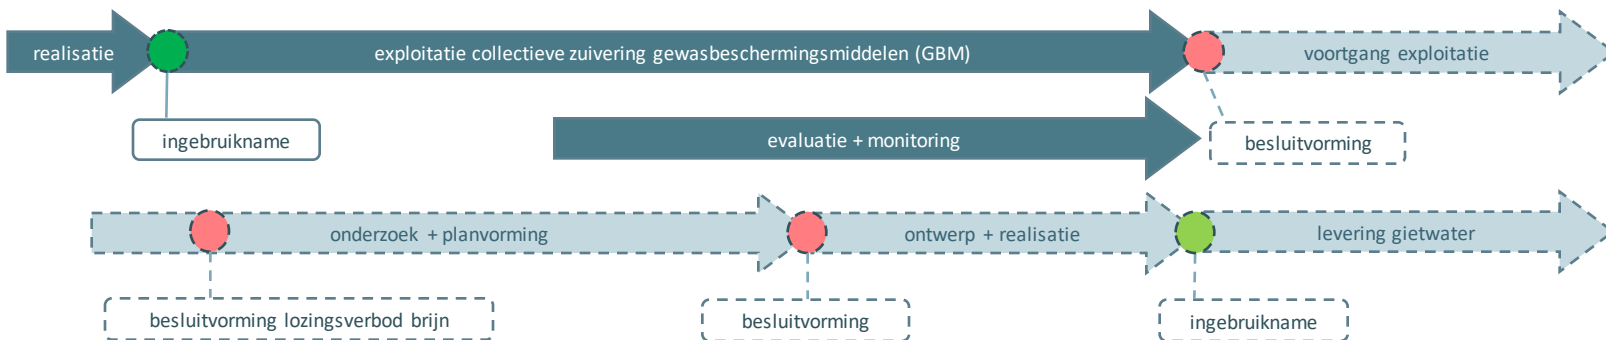 realisatie
exploitatie collectieve zuivering gewasbeschermingsmiddelen (GBM)
voortgang exploitatie
ingebruikname
evaluatie + monitoring
besluitvorming
onderzoek + planvorming
ontwerp + realisatie
levering gietwater
besluitvorming lozingsverbod brijn
besluitvorming
ingebruikname